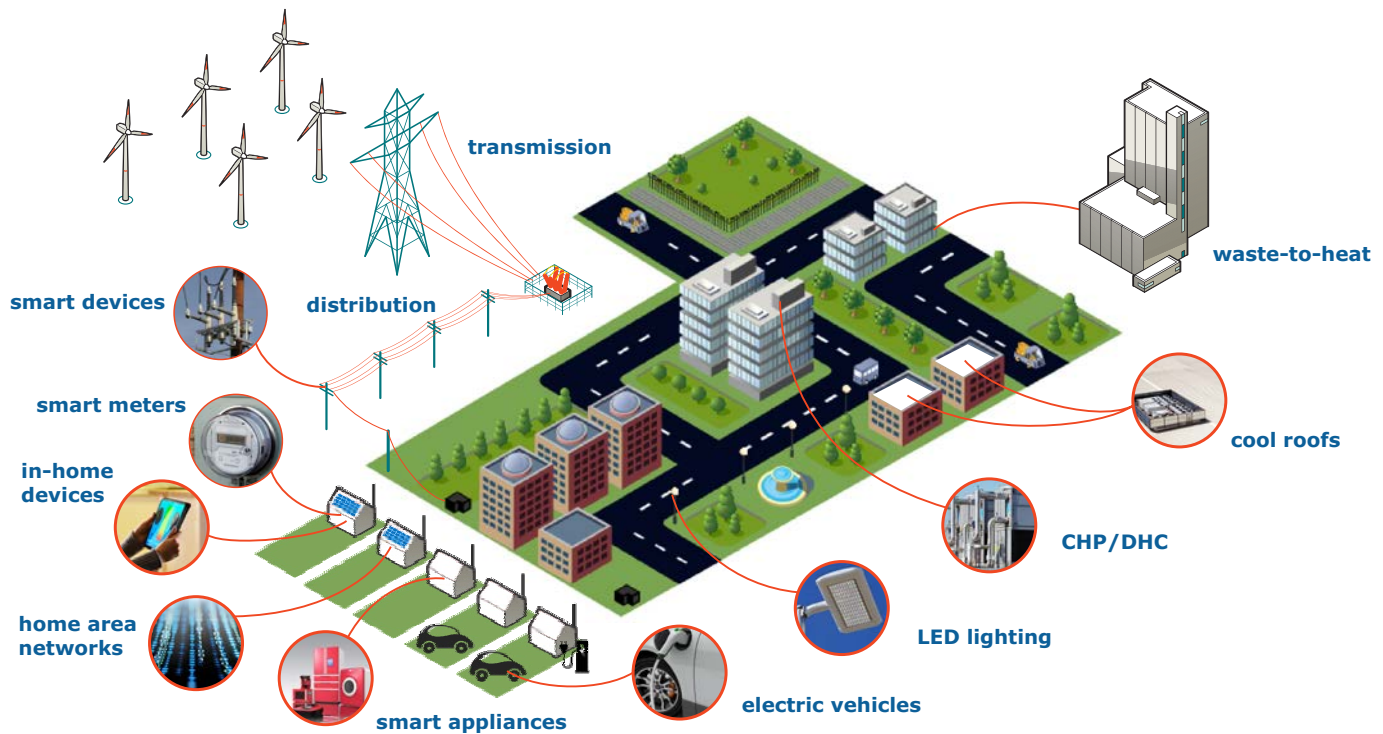 transmission
waste-to-heat
smart devices
distribution
smart meters
cool roofs
in-home
devices
CHP/DHC
home area
networks
LED lighting
electric vehicles
smart appliances